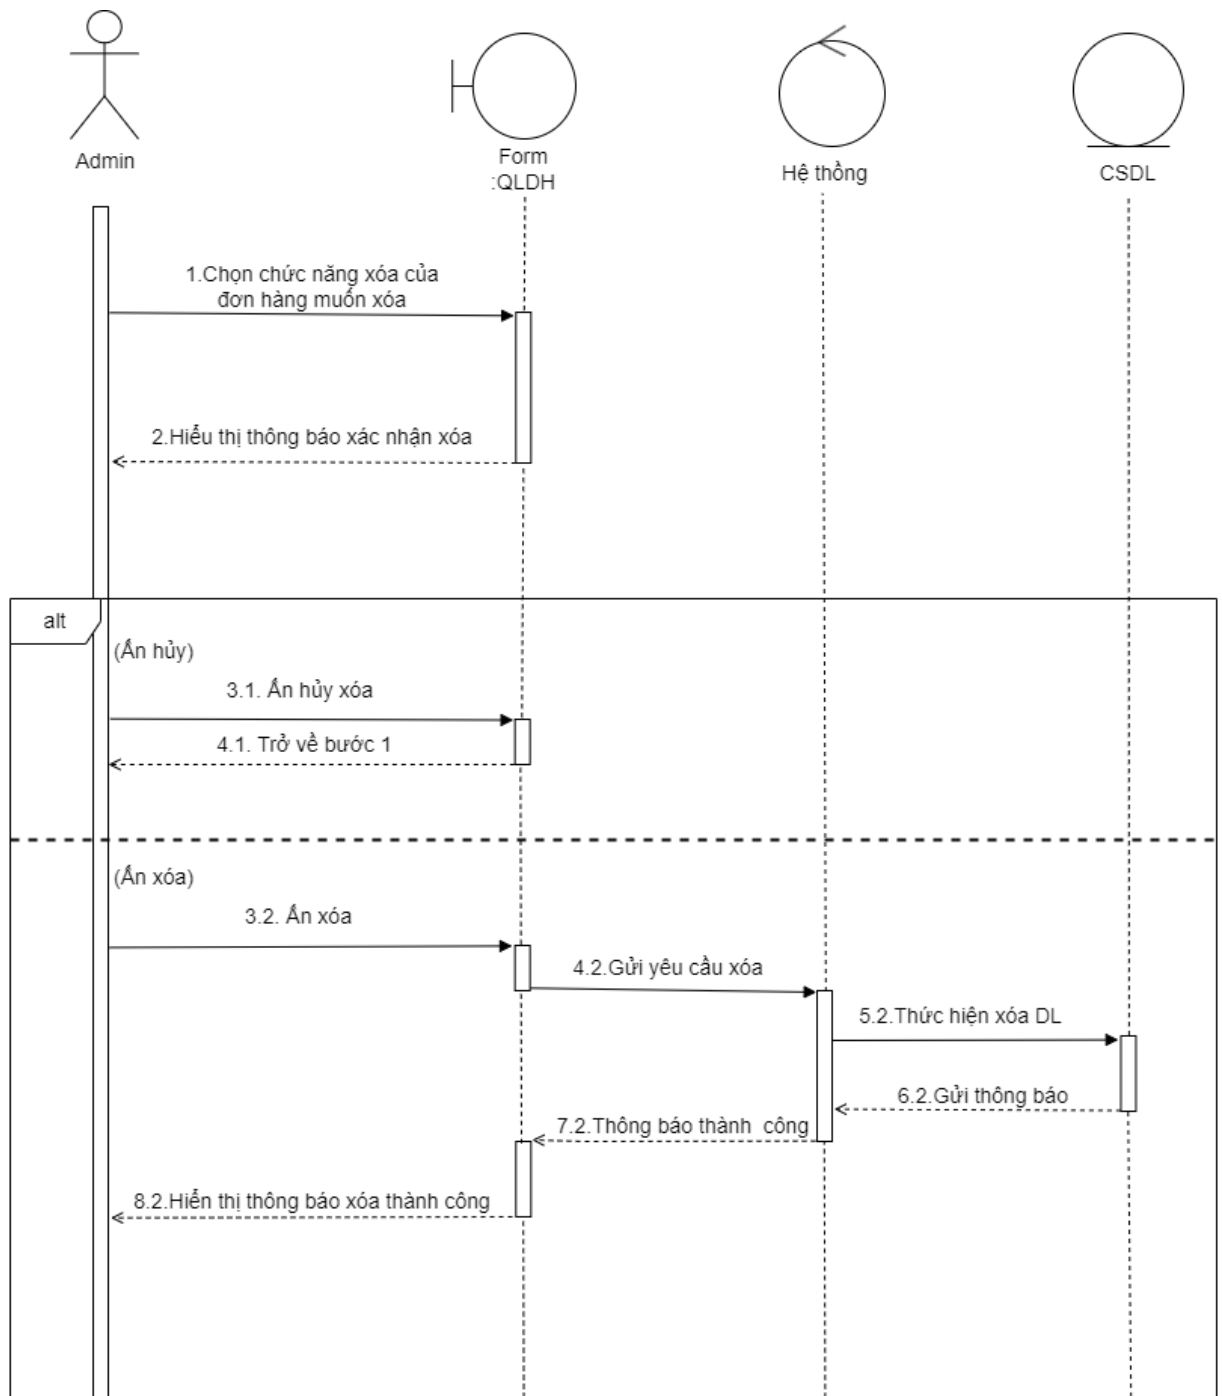 Admin
Form
:QLDH
Hệ thồng
CSDL
1.Chọn chức năng xóa của
đơn hàng muốn xóa
2.Hiểu thị thông báo xác nhận xóa
alt
(Ấn hủy)
3.1. Ấn hủy xóa
4.1. Trở về bước 1
(Ấn xóa)
3.2. Ấn xóa
4.2.Gửi yêu cầu xóa
5.2.Thức hiện xóa DL
6.2.Gửi thông báo
7.2.Thông báo thành  công
8.2.Hiển thị thông báo xóa thành công